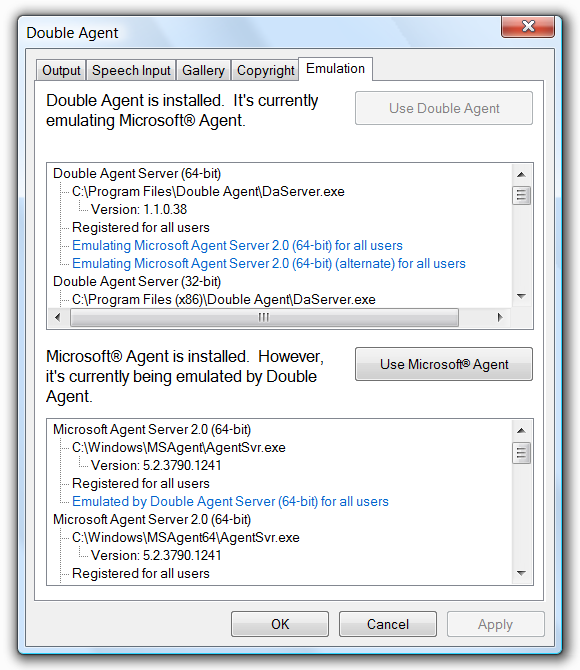 Double Agent
Output Speech Input Gallery Copyright Emulation
Double Agent is installed.  It's currently
emulating Microsoft® Agent.
Use Double Agent
Double Agent Server (64-bit)
C:\Program Files\Double Agent\DaServer.exe
Version: 1.1.0.38
Registered for all users
Emulating Microsoft Agent Server 2.0 (64-bit) for all users
Emulating Microsoft Agent Server 2.0 (64-bit) (alternate) for all users
Double Agent Server (32-bit)
C:\Program Files (x86)\Double Agent\DaServer.exe
Microsoft® Agent is installed.  However,
it's currently being emulated by Double
Agent.
Use Microsoft® Agent
Microsoft Agent Server 2.0 (64-bit)
C:\Windows\MSAgent\AgentSvr.exe
Version: 5.2.3790.1241
Registered for all users
Emulated by Double Agent Server (64-bit) for all users
Microsoft Agent Server 2.0 (64-bit)
C:\Windows\MSAgent64\AgentSvr.exe
Version: 5.2.3790.1241
Registered for all users
OK Cancel Apply